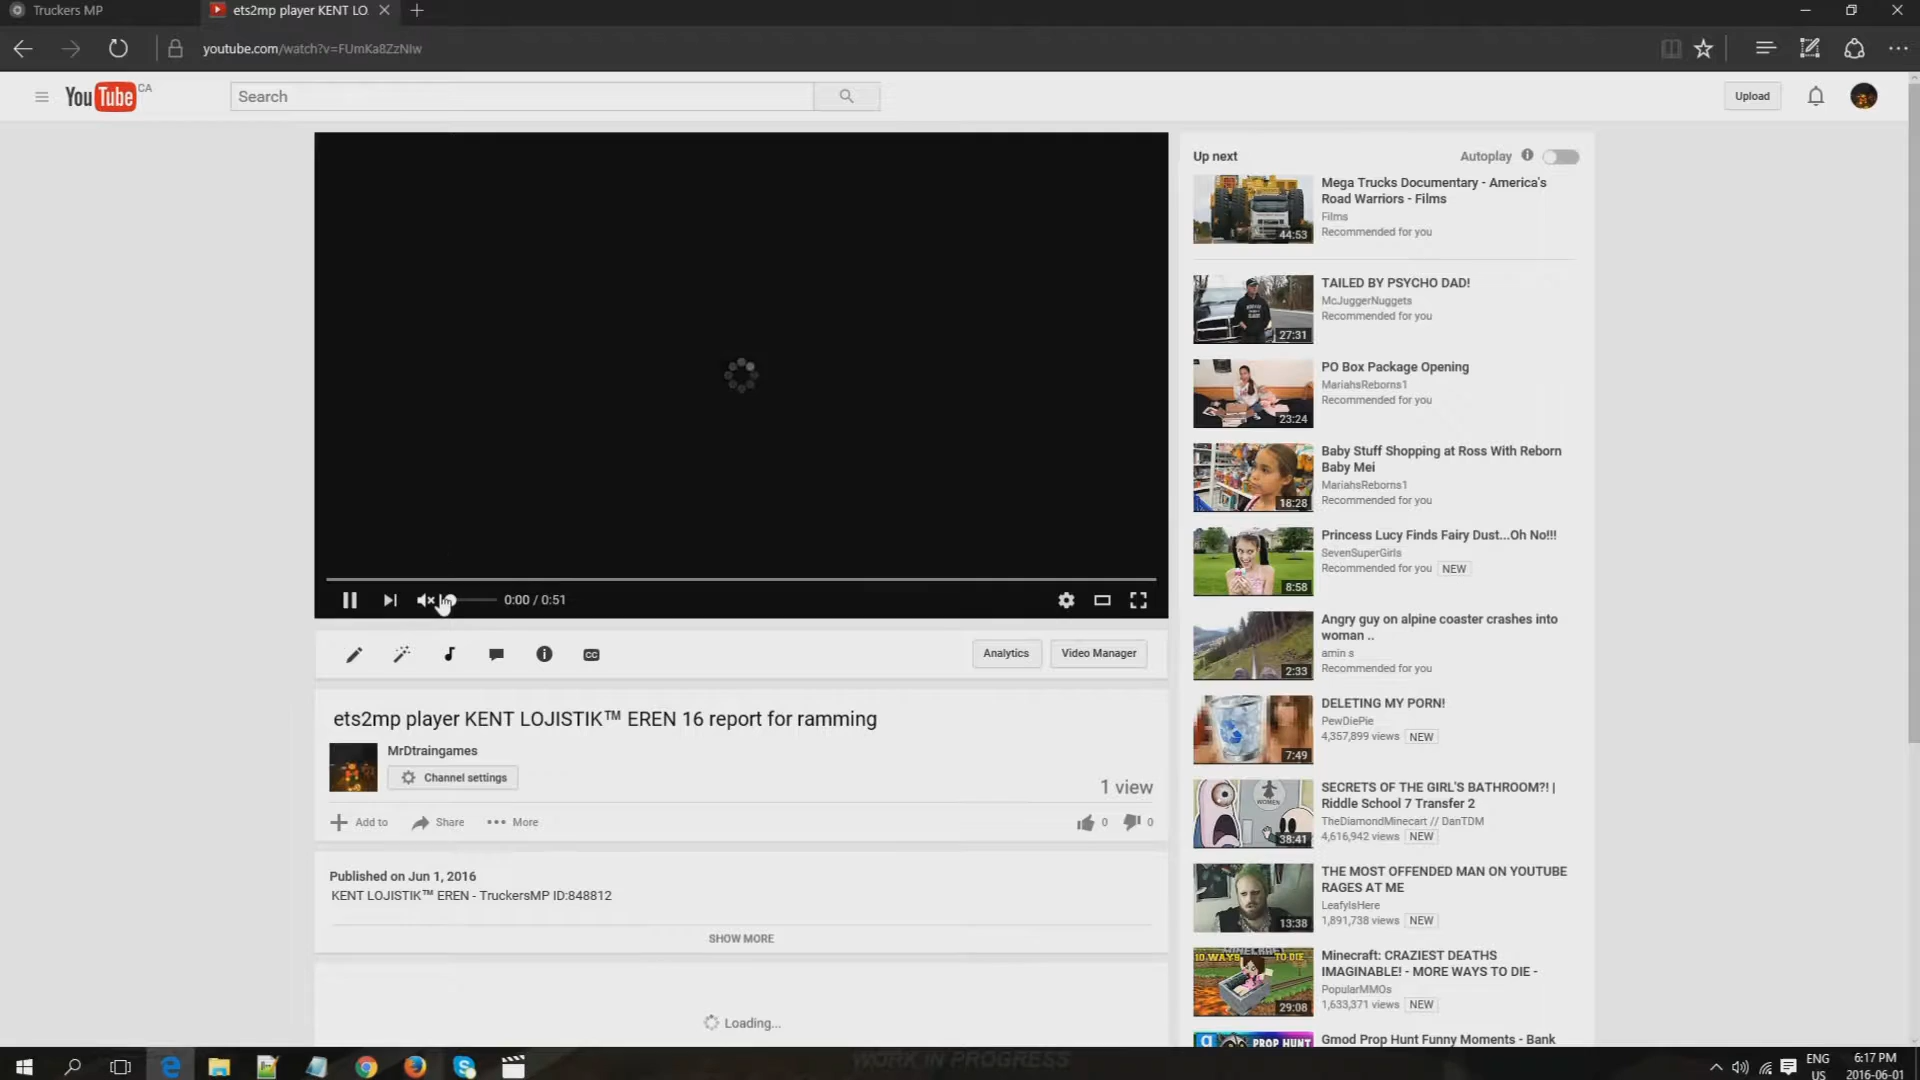 Truckers MP
ets2mp player KENT LO
youtube.com/watch?v=FUmKa8ZzNIw
YouTube CA
Search
Upload
0:00 / 0:51
Analytics
Video Manager
ets2mp player KENT LOJISTIK™ EREN 16 report for ramming
MrDtraingames
Channel settings
1 view
Add to
Share
More
0
0
Published on Jun 1, 2016
KENT LOJISTIK™ EREN - TruckersMP ID:848812
SHOW MORE
Loading...
Up next
Autoplay
Mega Trucks Documentary - America's
Road Warriors - Films
Films
Recommended for you
44:53
TAILED BY PSYCHO DAD!
McJuggerNuggets
Recommended for you
27:31
PO Box Package Opening
MariahsReborns1
Recommended for you
23:24
Baby Stuff Shopping at Ross With Reborn
Baby Mei
MariahsReborns1
Recommended for you
18:28
Princess Lucy Finds Fairy Dust...Oh No!!!
SevenSuperGirls
Recommended for you NEW
8:58
Angry guy on alpine coaster crashes into
woman ..
amin s
Recommended for you
2:33
DELETING MY PORN!
PewDiePie
4,357,899 views NEW
7:49
SECRETS OF THE GIRL'S BATHROOM?! |
Riddle School 7 Transfer 2
TheDiamondMinecart // DanTDM
4,616,942 views NEW
WOMEN
38:41
THE MOST OFFENDED MAN ON YOUTUBE
RAGES AT ME
LeafyIsHere
1,891,738 views NEW
13:38
Minecraft: CRAZIEST DEATHS
IMAGINABLE! - MORE WAYS TO DIE -
PopularMMOs
1,633,371 views NEW
10 WAYS TO DIE
29:08
Gmod Prop Hunt Funny Moments - Bank
PROP HUNT
WORK IN PROGRESS
ENG
US
6:17 PM
2016-06-01